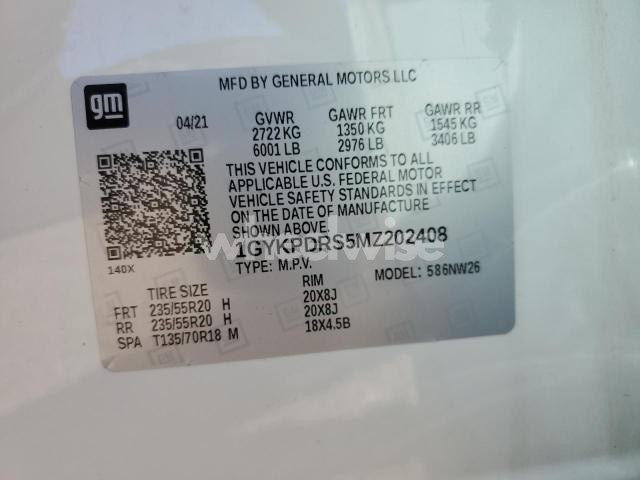 MFD BY GENERAL MOTORS LLC
gm
04/21 GVWR GAWR FRT GAWR RR
2722 KG 1350 KG 1545 KG
6001 LB 2976 LB 3406 LB
THIS VEHICLE CONFORMS TO ALL
APPLICABLE U.S. FEDERAL MOTOR
VEHICLE SAFETY STANDARDS IN EFFECT
ON THE DATE OF MANUFACTURE
SHOWN ABOVE.
1GYKPDRS5MZ202408
TYPE: M.P.V. MODEL: 586NW26
140X
TIRE SIZE RIM
FRT 235/55R20 H 20X8J
RR 235/55R20 H 20X8J
SPA T135/70R18 M 18X4.5B